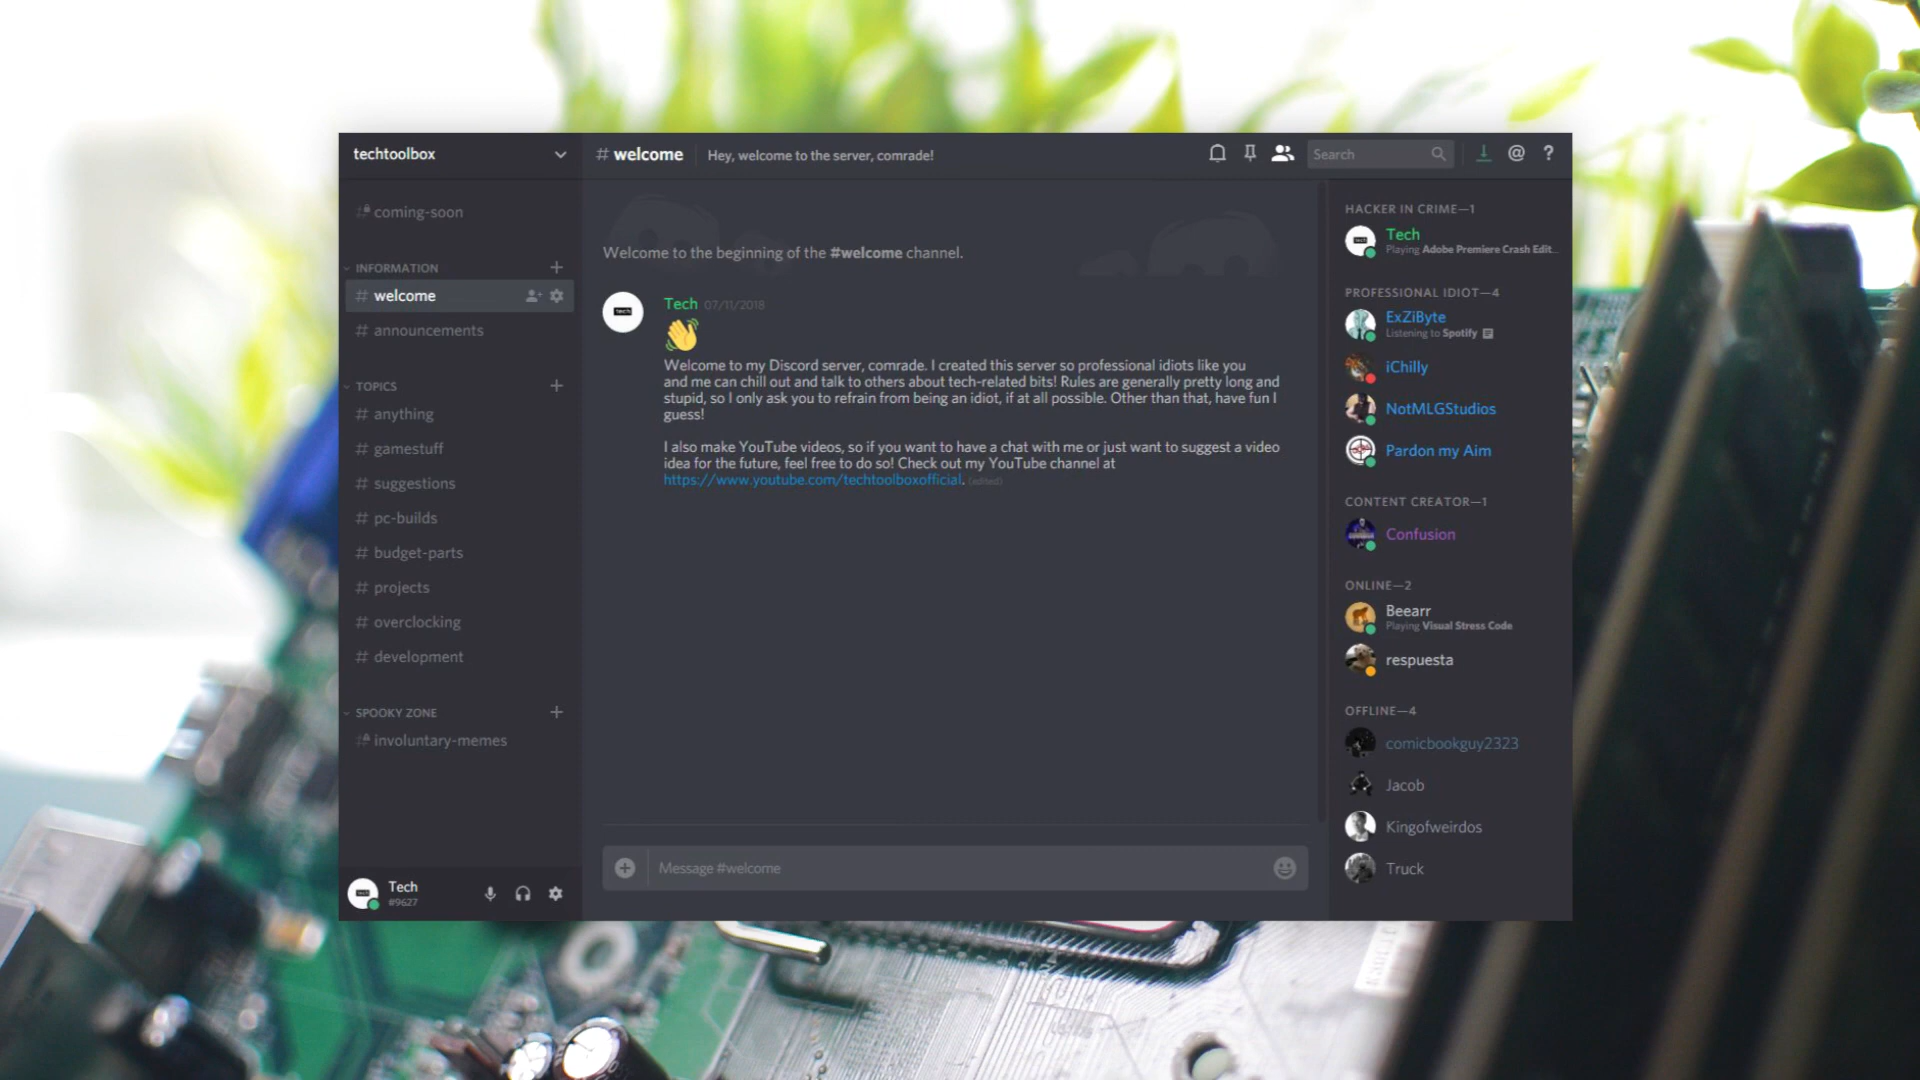 techtoolbox
coming-soon
INFORMATION
# welcome
# announcements
TOPICS
# anything
# gamestuff
# suggestions
# pc-builds
# budget-parts
# projects
# overclocking
# development
SPOOKY ZONE
involuntary-memes
Tech
#9627
# welcome
Hey, welcome to the server, comrade!
Search
Welcome to the beginning of the #welcome channel.
Tech 07/11/2018
Welcome to my Discord server, comrade. I created this server so professional idiots like you
and me can chill out and talk to others about tech-related bits! Rules are generally pretty long and
stupid, so I only ask you to refrain from being an idiot, if at all possible. Other than that, have fun I
guess!
I also make YouTube videos, so if you want to have a chat with me or just want to suggest a video
idea for the future, feel free to do so! Check out my YouTube channel at
https://www.youtube.com/techtoolboxofficial. (edited)
Message #welcome
HACKER IN CRIME—1
Tech
Playing Adobe Premiere Crash Edit...
PROFESSIONAL IDIOT—4
ExZiByte
Listening to Spotify
iChilly
NotMLGStudios
Pardon my Aim
CONTENT CREATOR—1
Confusion
ONLINE—2
Beearr
Playing Visual Stress Code
respuesta
OFFLINE—4
comicbookguy2323
Jacob
Kingofweirdos
Truck